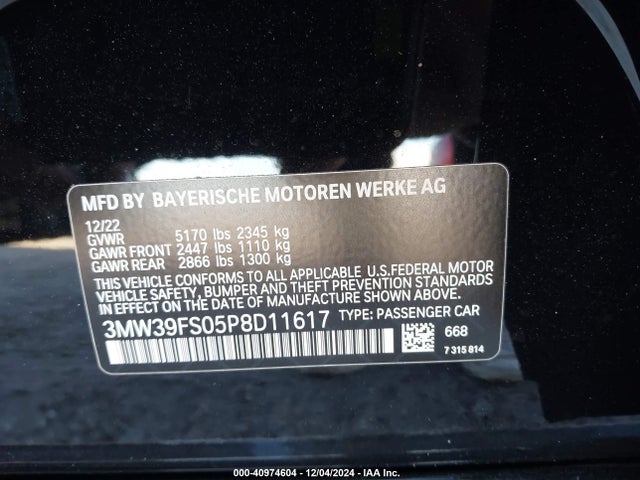 MFD BY BAYERISCHE MOTOREN WERKE AG
12/22
GVWR 5170 lbs 2345 kg
GAWR FRONT 2447 lbs 1110 kg
GAWR REAR 2866 lbs 1300 kg
THIS VEHICLE CONFORMS TO ALL APPLICABLE U.S.FEDERAL MOTOR
VEHICLE SAFETY, BUMPER AND THEFT PREVENTION STANDARDS
IN EFFECT ON THE DATE OF MANUFACTURE SHOWN ABOVE.
3MW39FS05P8D11617 TYPE: PASSENGER CAR
668
7 315 814
000-40974604 - 12/04/2024 - IAA Inc.